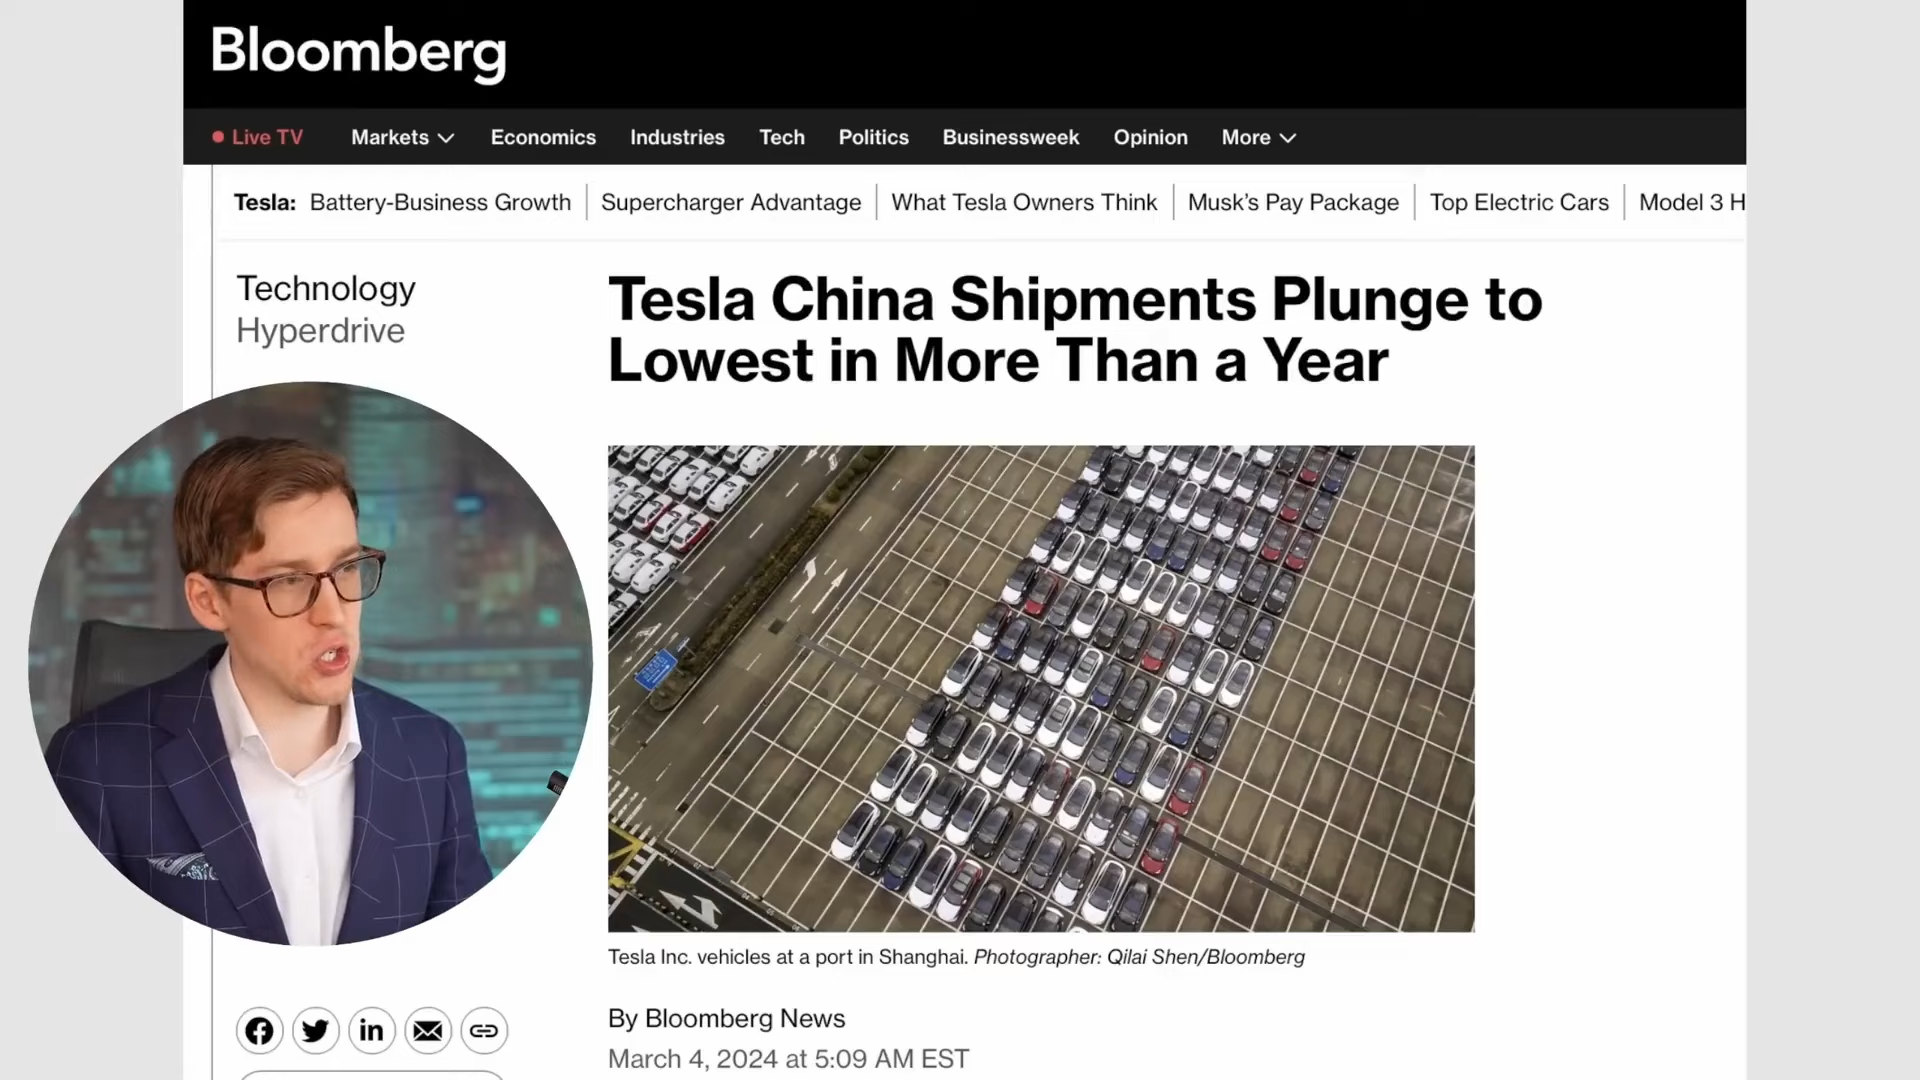 Bloomberg
Live TV Markets Economics Industries Tech Politics Businessweek Opinion More
Tesla: Battery-Business Growth Supercharger Advantage What Tesla Owners Think Musk's Pay Package Top Electric Cars Model 3 H
Technology
Hyperdrive
Tesla China Shipments Plunge to
Lowest in More Than a Year
Tesla Inc. vehicles at a port in Shanghai. Photographer: Qilai Shen/Bloomberg
By Bloomberg News
March 4, 2024 at 5:09 AM EST